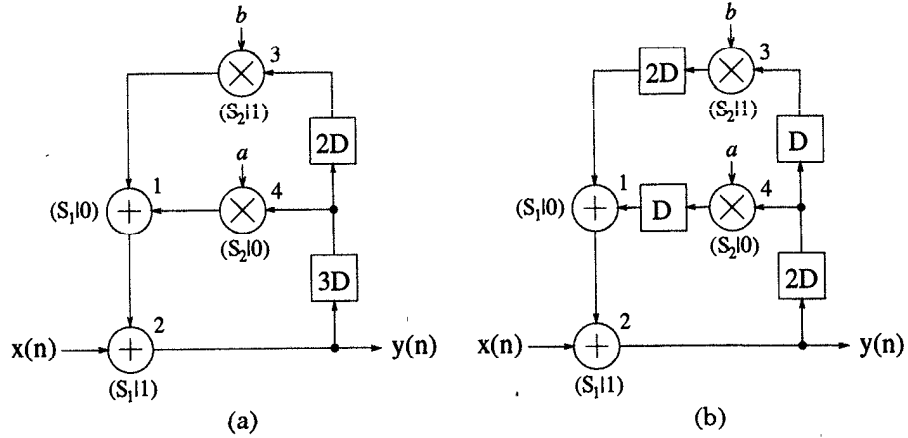 b
3
(S₂|1)
2D
a
1
4
(S₁|0)
(S₂|0)
3D
2
x(n)
y(n)
(S₁|1)
(a)
b
3
2D
(S₂|1)
D
a
1
4
(S₁|0)
D
(S₂|0)
2D
2
x(n)
y(n)
(S₁|1)
(b)